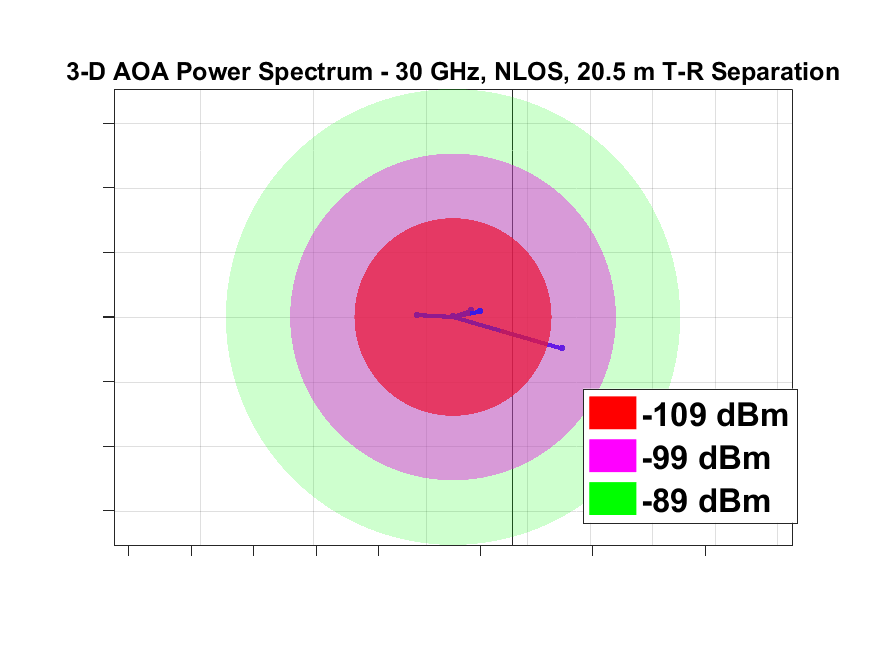 3-D AOA Power Spectrum - 30 GHz, NLOS, 20.5 m T-R Separation
-109 dBm
-99 dBm
-89 dBm